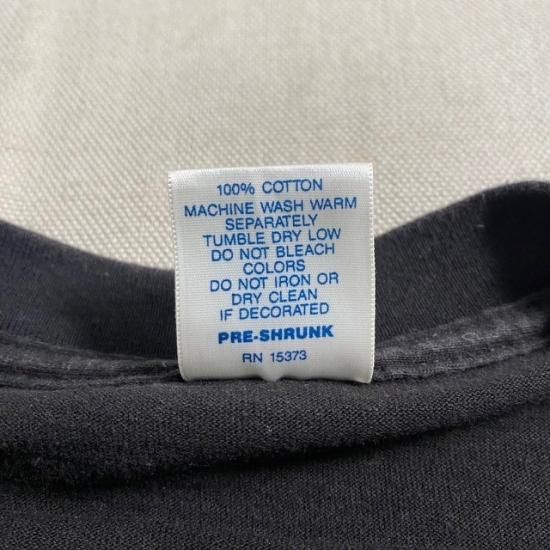 100% COTTON
MACHINE WASH WARM
SEPARATELY
TUMBLE DRY LOW
DO NOT BLEACH
COLORS
DO NOT IRON OR
DRY CLEAN
IF DECORATED
PRE-SHRUNK
RN 15373